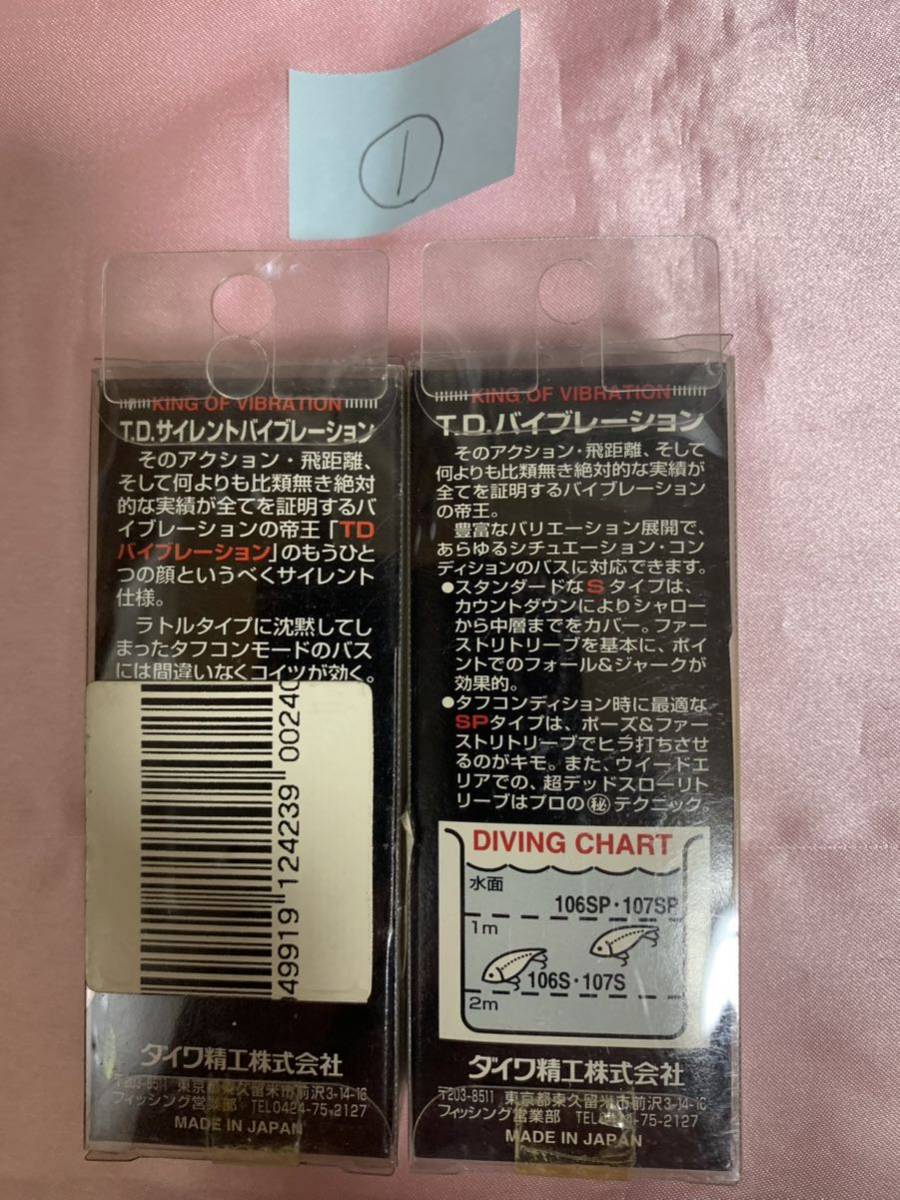 ①
KING OF VIBRATION
T.D.サイレントバイブレーション
そのアクション・飛距離、
そして何よりも比類無き絶対
的な実績が全てを証明するバ
イブレーションの帝王「TD
バイブレーション」のもうひと
つの顔というべくサイレント
仕様。
ラトルタイプに沈黙してし
まったタフコンモードのバス
には間違いなくコイツが効く。
49919 124239 00240
ダイワ精工株式会社
〒203-8511 東京都東久留米市前沢3-14-16
フィッシング営業部 TEL0424-75-2127
MADE IN JAPAN
KING OF VIBRATION
T.D.バイブレーション
そのアクション・飛距離、そして
何よりも比類無き絶対的な実績が
全てを証明するバイブレーション
の帝王。
豊富なバリエーション展開で、
あらゆるシチュエーション・コン
ディションのバスに対応できます。
●スタンダードなSタイプは、
カウントダウンによりシャロー
から中層までをカバー。ファー
ストリトリーブを基本に、ポイ
ントでのフォール&ジャークが
効果的。
●タフコンディション時に最適な
SPタイプは、ポーズ&ファー
ストリトリーブでヒラ打ちさせ
るのがキモ。また、ウイードエ
リアでの、超デッドスローリト
リーブはプロの㊙テクニック。
DIVING CHART
水面
106SP・107SP
1m
106S・107S
2m
ダイワ精工株式会社
〒203-8511 東京都東久留米市前沢3-14-16
フィッシング営業部 TEL0424-75-2127
MADE IN JAPAN